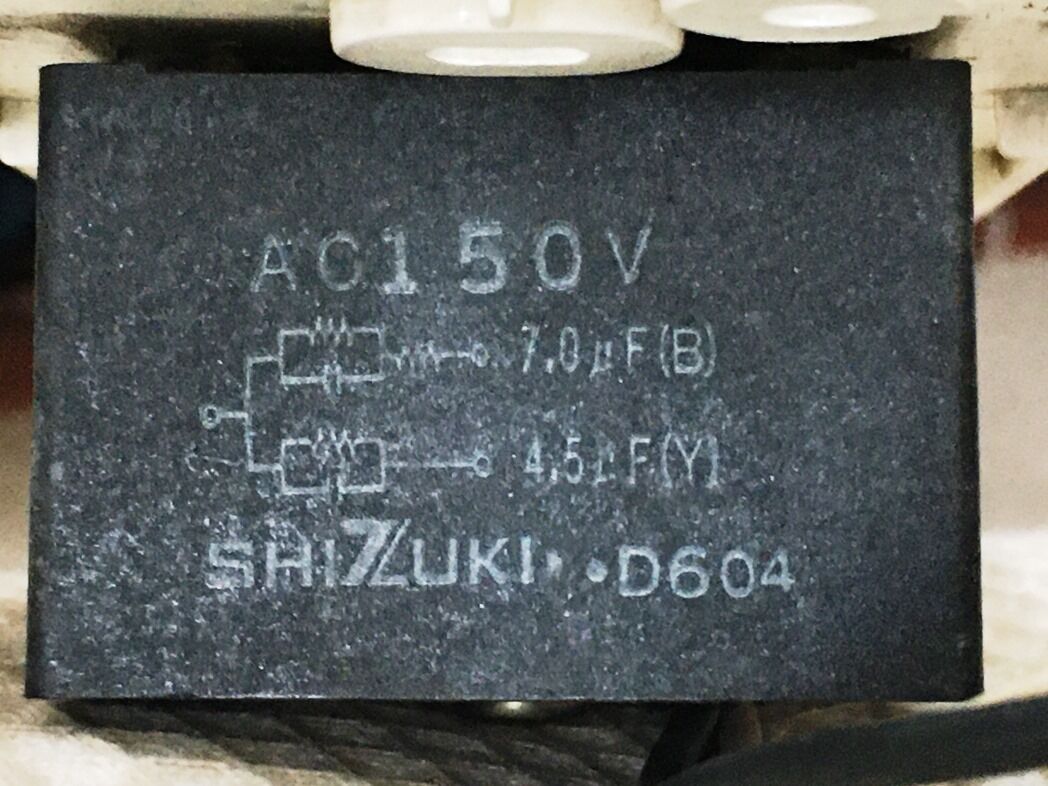 AC150V
7.0μF(B)
4.5μF(Y)
SHIZUKI ・D604